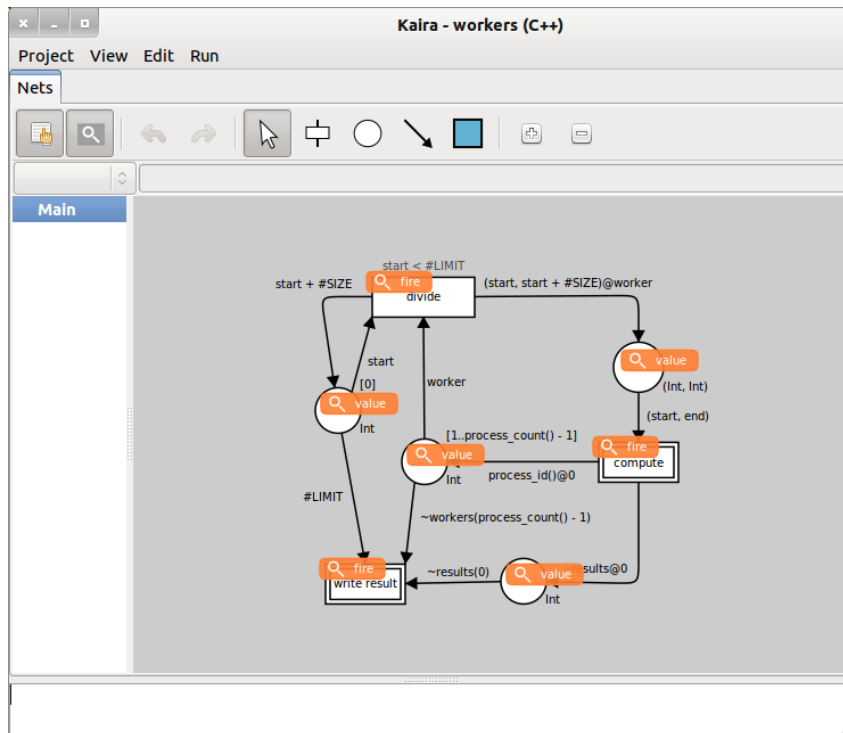 Kaira - workers (C++)
Project View Edit Run
Nets
Main
start < #LIMIT
fire
divide
start + #SIZE
(start, start + #SIZE)@worker
start
[0]
value
Int
worker
value
(Int, Int)
(start, end)
[1..process_count() - 1]
value
Int
process_id()@0
fire
compute
#LIMIT
~workers(process_count() - 1)
fire
write result
~results(0)
value
Int